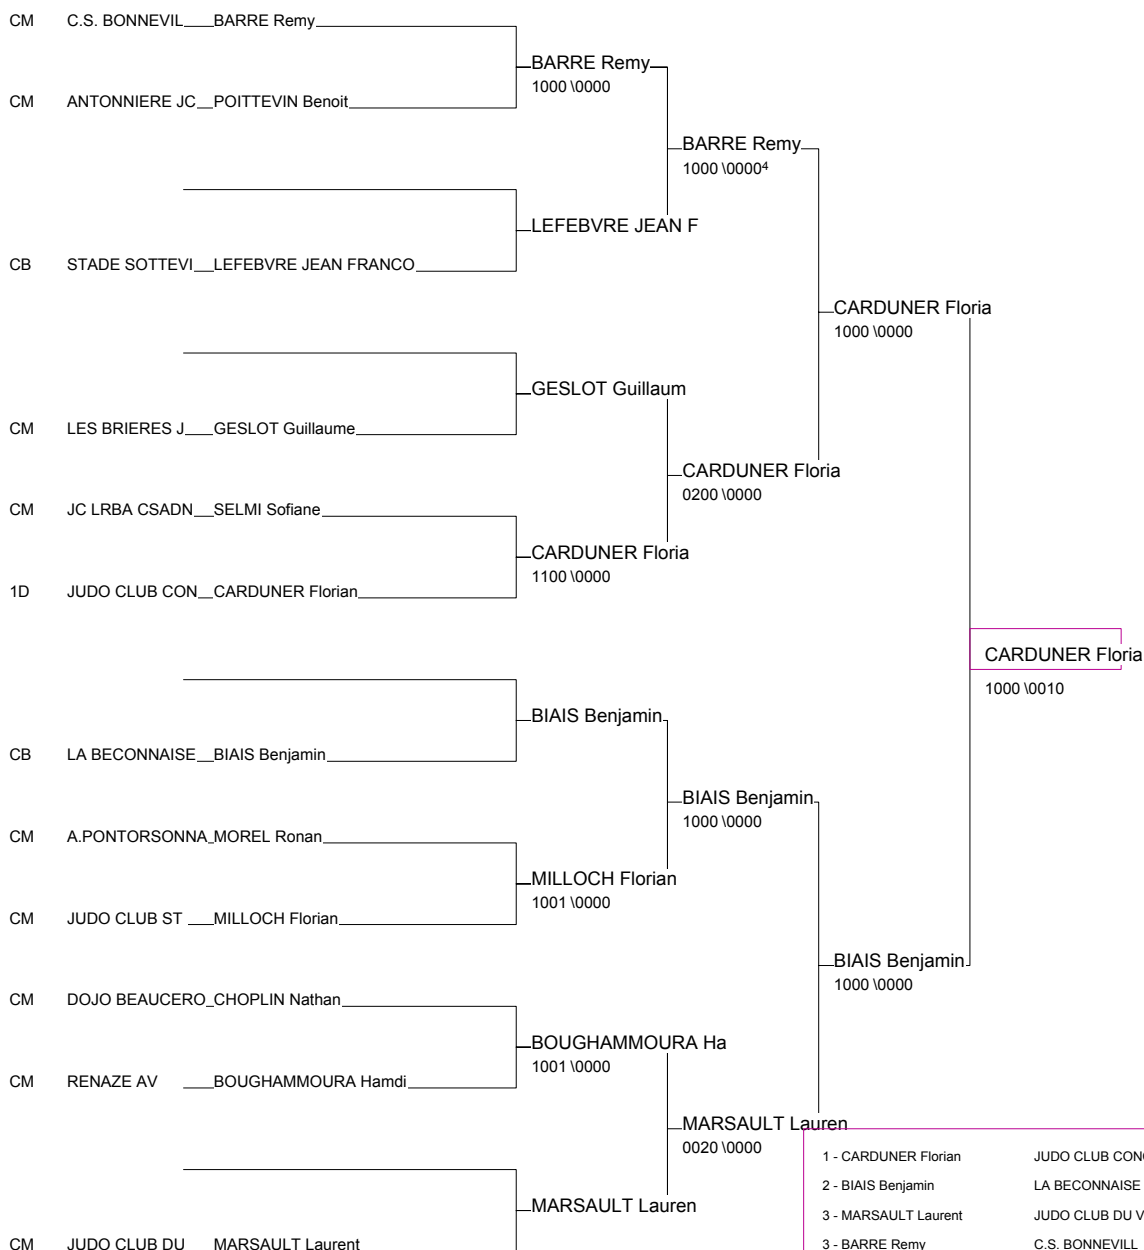 CM C.S. BONNEVIL BARRE Remy
BARRE Remy
1000 \0000
CM ANTONNIERE JC POITTEVIN Benoit
BARRE Remy
1000 \0000⁴
LEFEBVRE JEAN F
CB STADE SOTTEVI LEFEBVRE JEAN FRANCO
CARDUNER Floria
1000 \0000
GESLOT Guillaum
CM LES BRIERES J GESLOT Guillaume
CARDUNER Floria
0200 \0000
CM JC LRBA CSADN SELMI Sofiane
CARDUNER Floria
1100 \0000
1D JUDO CLUB CON CARDUNER Florian
CARDUNER Floria
1000 \0010
BIAIS Benjamin
CB LA BECONNAISE BIAIS Benjamin
BIAIS Benjamin
1000 \0000
CM A.PONTORSONNA MOREL Ronan
MILLOCH Florian
1001 \0000
CM JUDO CLUB ST MILLOCH Florian
BIAIS Benjamin
1000 \0000
CM DOJO BEAUCERO CHOPLIN Nathan
BOUGHAMMOURA Ha
1001 \0000
CM RENAZE AV BOUGHAMMOURA Hamdi
MARSAULT Lauren
0020 \0000
1 - CARDUNER Florian JUDO CLUB CON
2 - BIAIS Benjamin LA BECONNAISE
MARSAULT Lauren
3 - MARSAULT Laurent JUDO CLUB DU V
CM JUDO CLUB DU MARSAULT Laurent
3 - BARRE Remy C.S. BONNEVILL